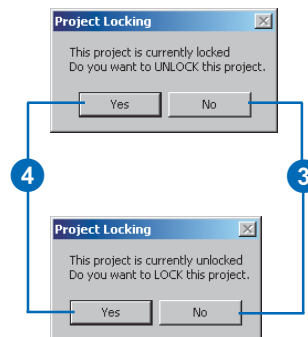 Project Locking
This project is currently locked
Do you want to UNLOCK this project.
Yes No
4 3
Project Locking
This project is currently unlocked
Do you want to LOCK this project.
Yes No